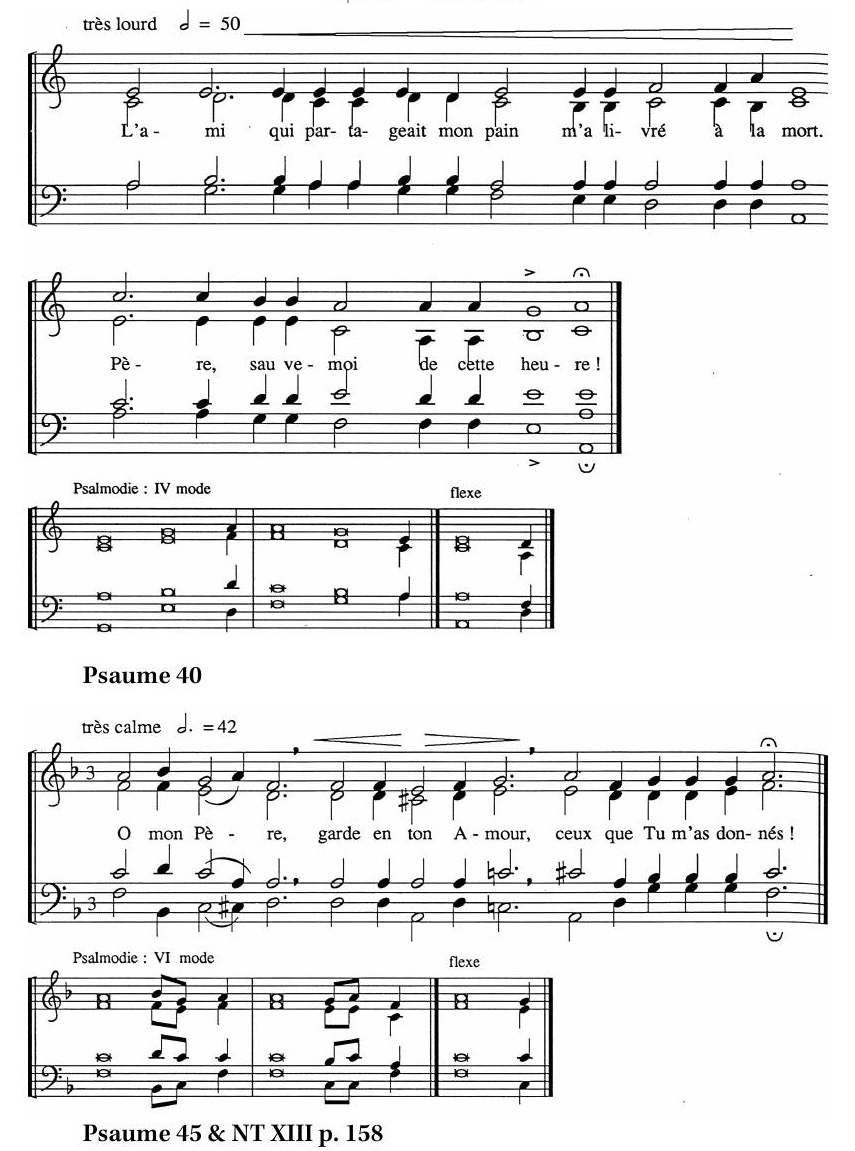 très lourd 𝅗𝅥 = 50
L'a - mi qui par- ta- geait mon pain m'a li- vré à la mort.
Pè - re, sau ve - moi de cette heu - re !
Psalmodie : IV mode
flexe
Psaume 40
très calme 𝅗𝅥. = 42
3
O mon Pè - re, garde en ton A - mour, ceux que Tu m'as don- nés !
3
Psalmodie : VI mode
flexe
Psaume 45 & NT XIII p. 158